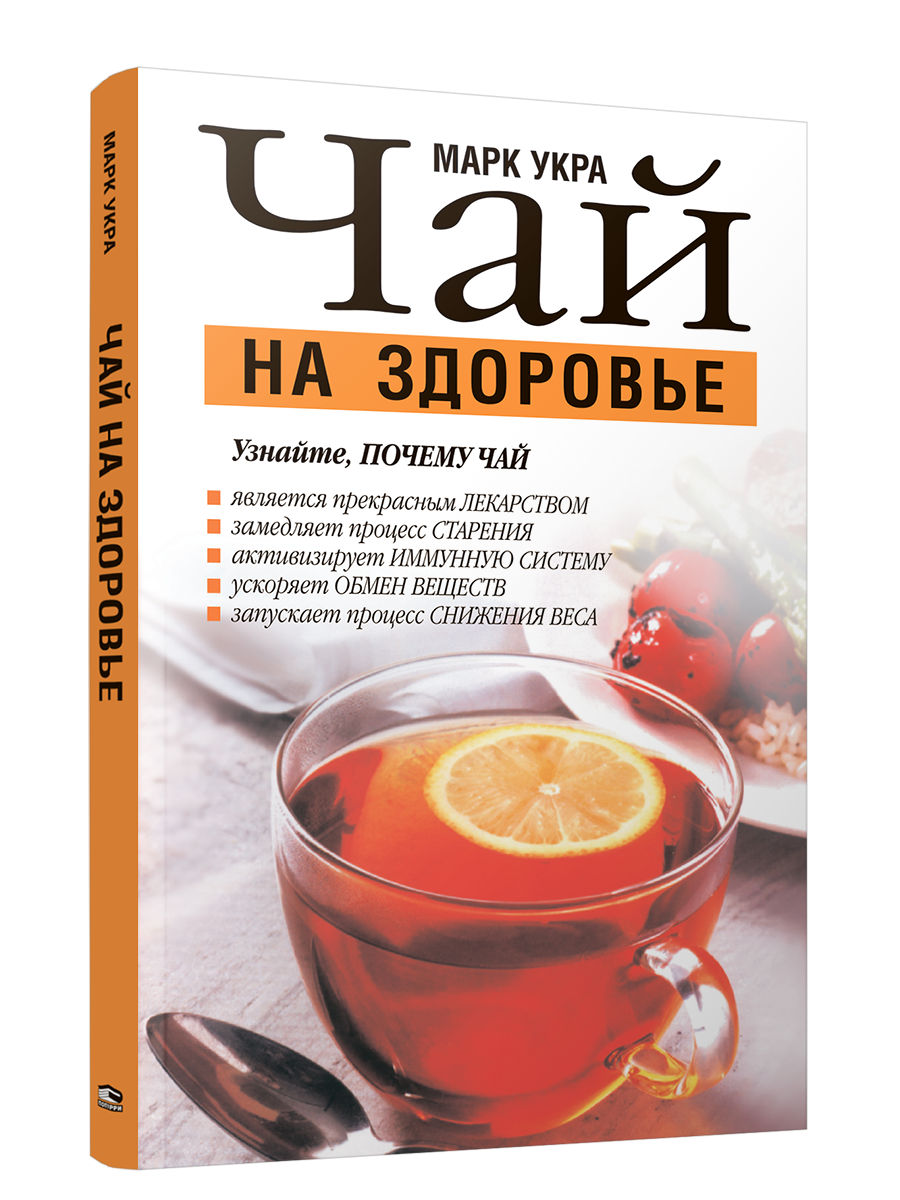 МАРК УКРА
Чай
НА ЗДОРОВЬЕ
Узнайте, ПОЧЕМУ ЧАЙ
является прекрасным ЛЕКАРСТВОМ
замедляет процесс СТАРЕНИЯ
активизирует ИММУННУЮ СИСТЕМУ
ускоряет ОБМЕН ВЕЩЕСТВ
запускает процесс СНИЖЕНИЯ ВЕСА
МАРК УКРА
ЧАЙ НА ЗДОРОВЬЕ
ПОПУРРИ